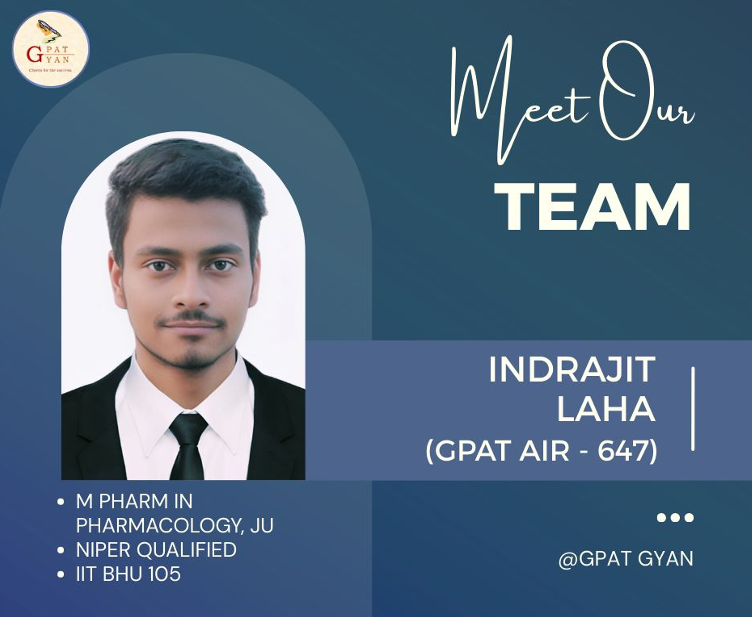 G PAT
GYAN
Meet Our
TEAM
INDRAJIT
LAHA
(GPAT AIR - 647)
• M PHARM IN
PHARMACOLOGY, JU
• NIPER QUALIFIED
• IIT BHU 105
@GPAT GYAN